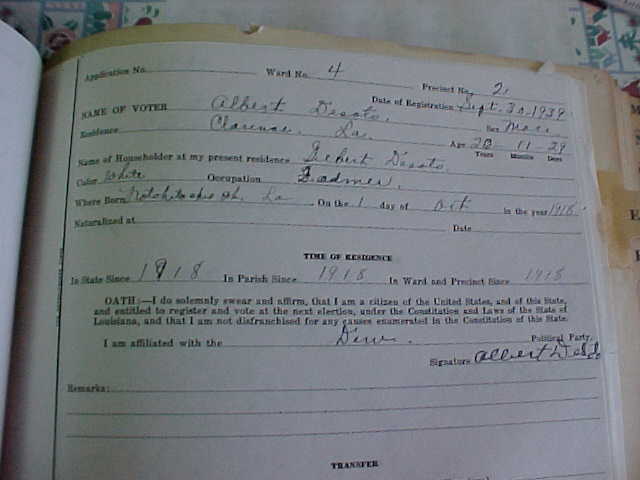 Application No. Ward No. 4 Precinct No. 2
Date of Registration Sept. 30, 1939
NAME OF VOTER Albert Desoto. Sex Male
Residence Clarence, La. Age 20 11 29
Years Months Days
Name of Householder at my present residence Desoto.
Color White Occupation Farmer.
Where Born Natchitoches Ph. La. On the 1 day of Oct in the year 1918
Naturalized at Date
TIME OF RESIDENCE
In State Since 1918 In Parish Since 1918 In Ward and Precinct Since 1918
OATH:—I do solemnly swear and affirm, that I am a citizen of the United States, and of this State,
and entitled to register and vote at the next election, under the Constitution and Laws of the State of
Louisiana, and that I am not disfranchised for any causes enumerated in the Constitution of this State.
I am affiliated with the Dem. Political Party.
Signature Albert
Remarks:
TRANSFER